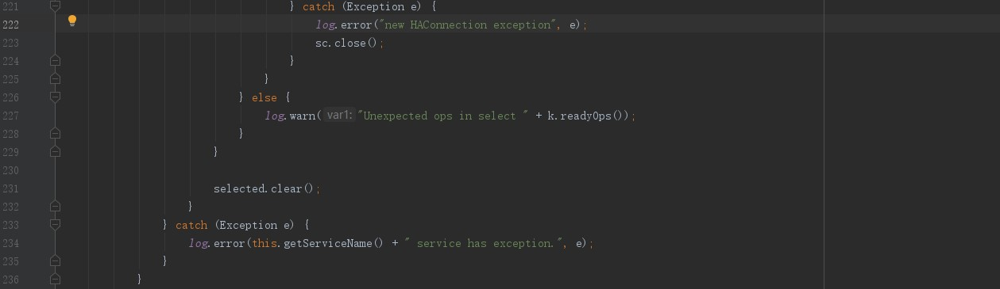 221 } catch (Exception e) {
222 log.error("new HAConnection exception", e);
223 sc.close();
224 }
225 }
226 } else {
227 log.warn( var1: "Unexpected ops in select " + k.readyOps());
228 }
229 }
230
231 selected.clear();
232 }
233 } catch (Exception e) {
234 log.error(this.getServiceName() + " service has exception.", e);
235 }
236 }